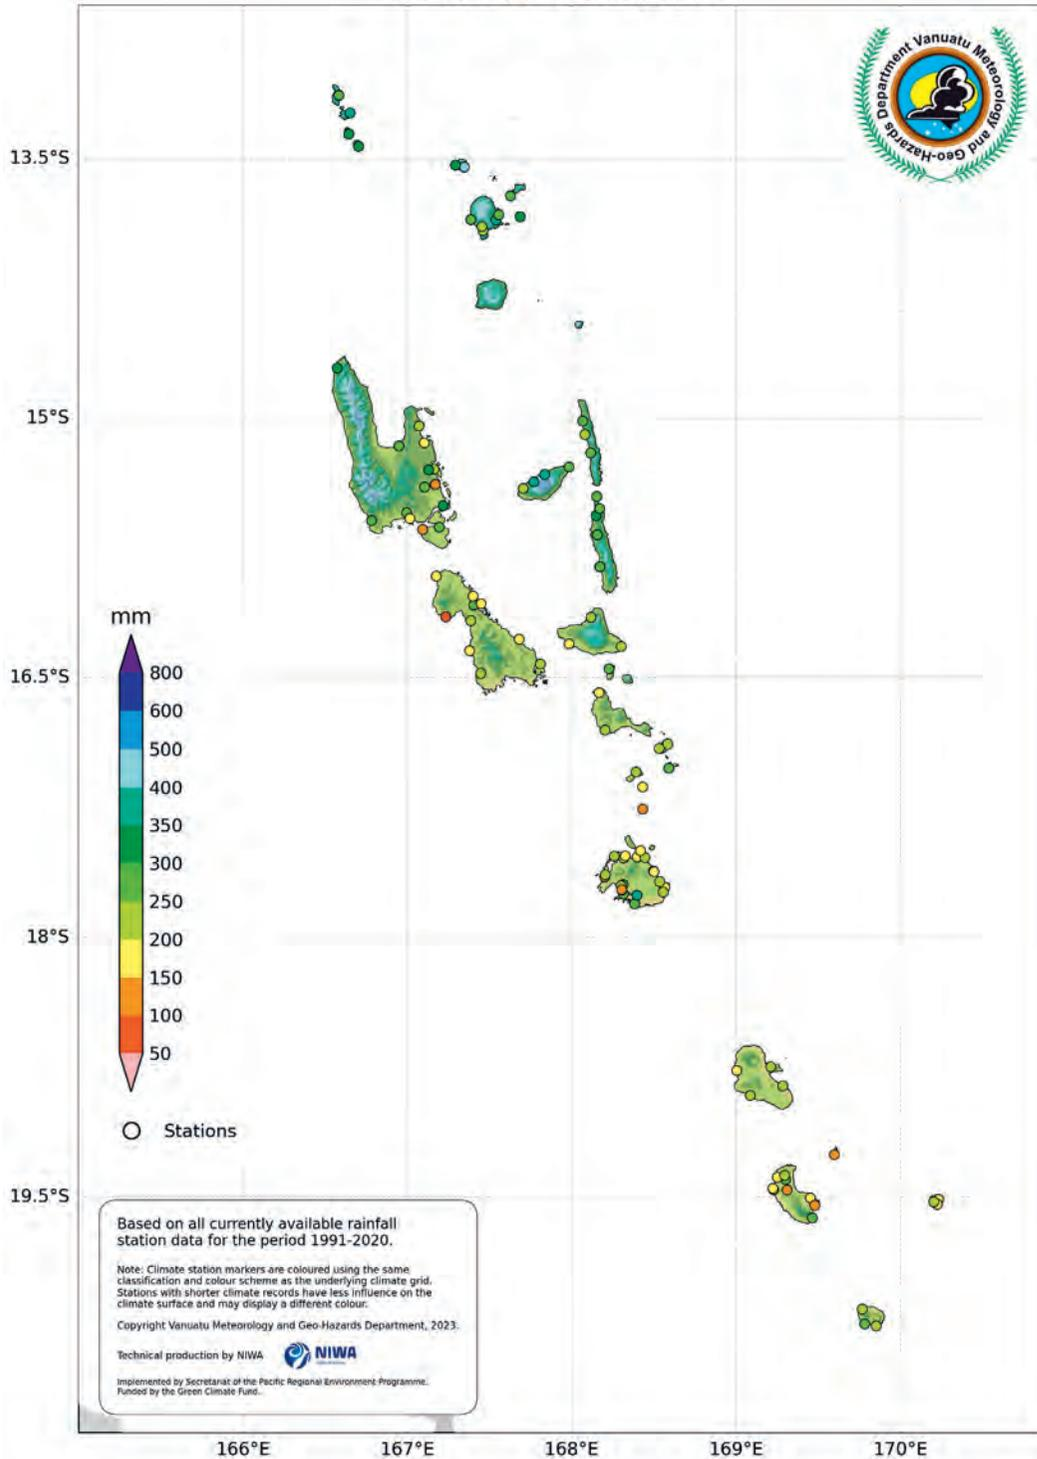 Vanuatu Meteorology and Geo-Hazards Department
13.5°S
15°S
16.5°S
18°S
19.5°S
mm
800
600
500
400
350
300
250
200
150
100
50
Stations
Based on all currently available rainfall
station data for the period 1991-2020.
Note: Climate station markers are coloured using the same
classification and colour scheme as the underlying climate grid.
Stations with shorter climate records have less influence on the
climate surface and may display a different colour.
Copyright Vanuatu Meteorology and Geo-Hazards Department, 2023.
Technical production by NIWA
NIWA
Implemented by Secretariat of the Pacific Regional Environment Programme.
Funded by the Green Climate Fund.
166°E
167°E
168°E
169°E
170°E